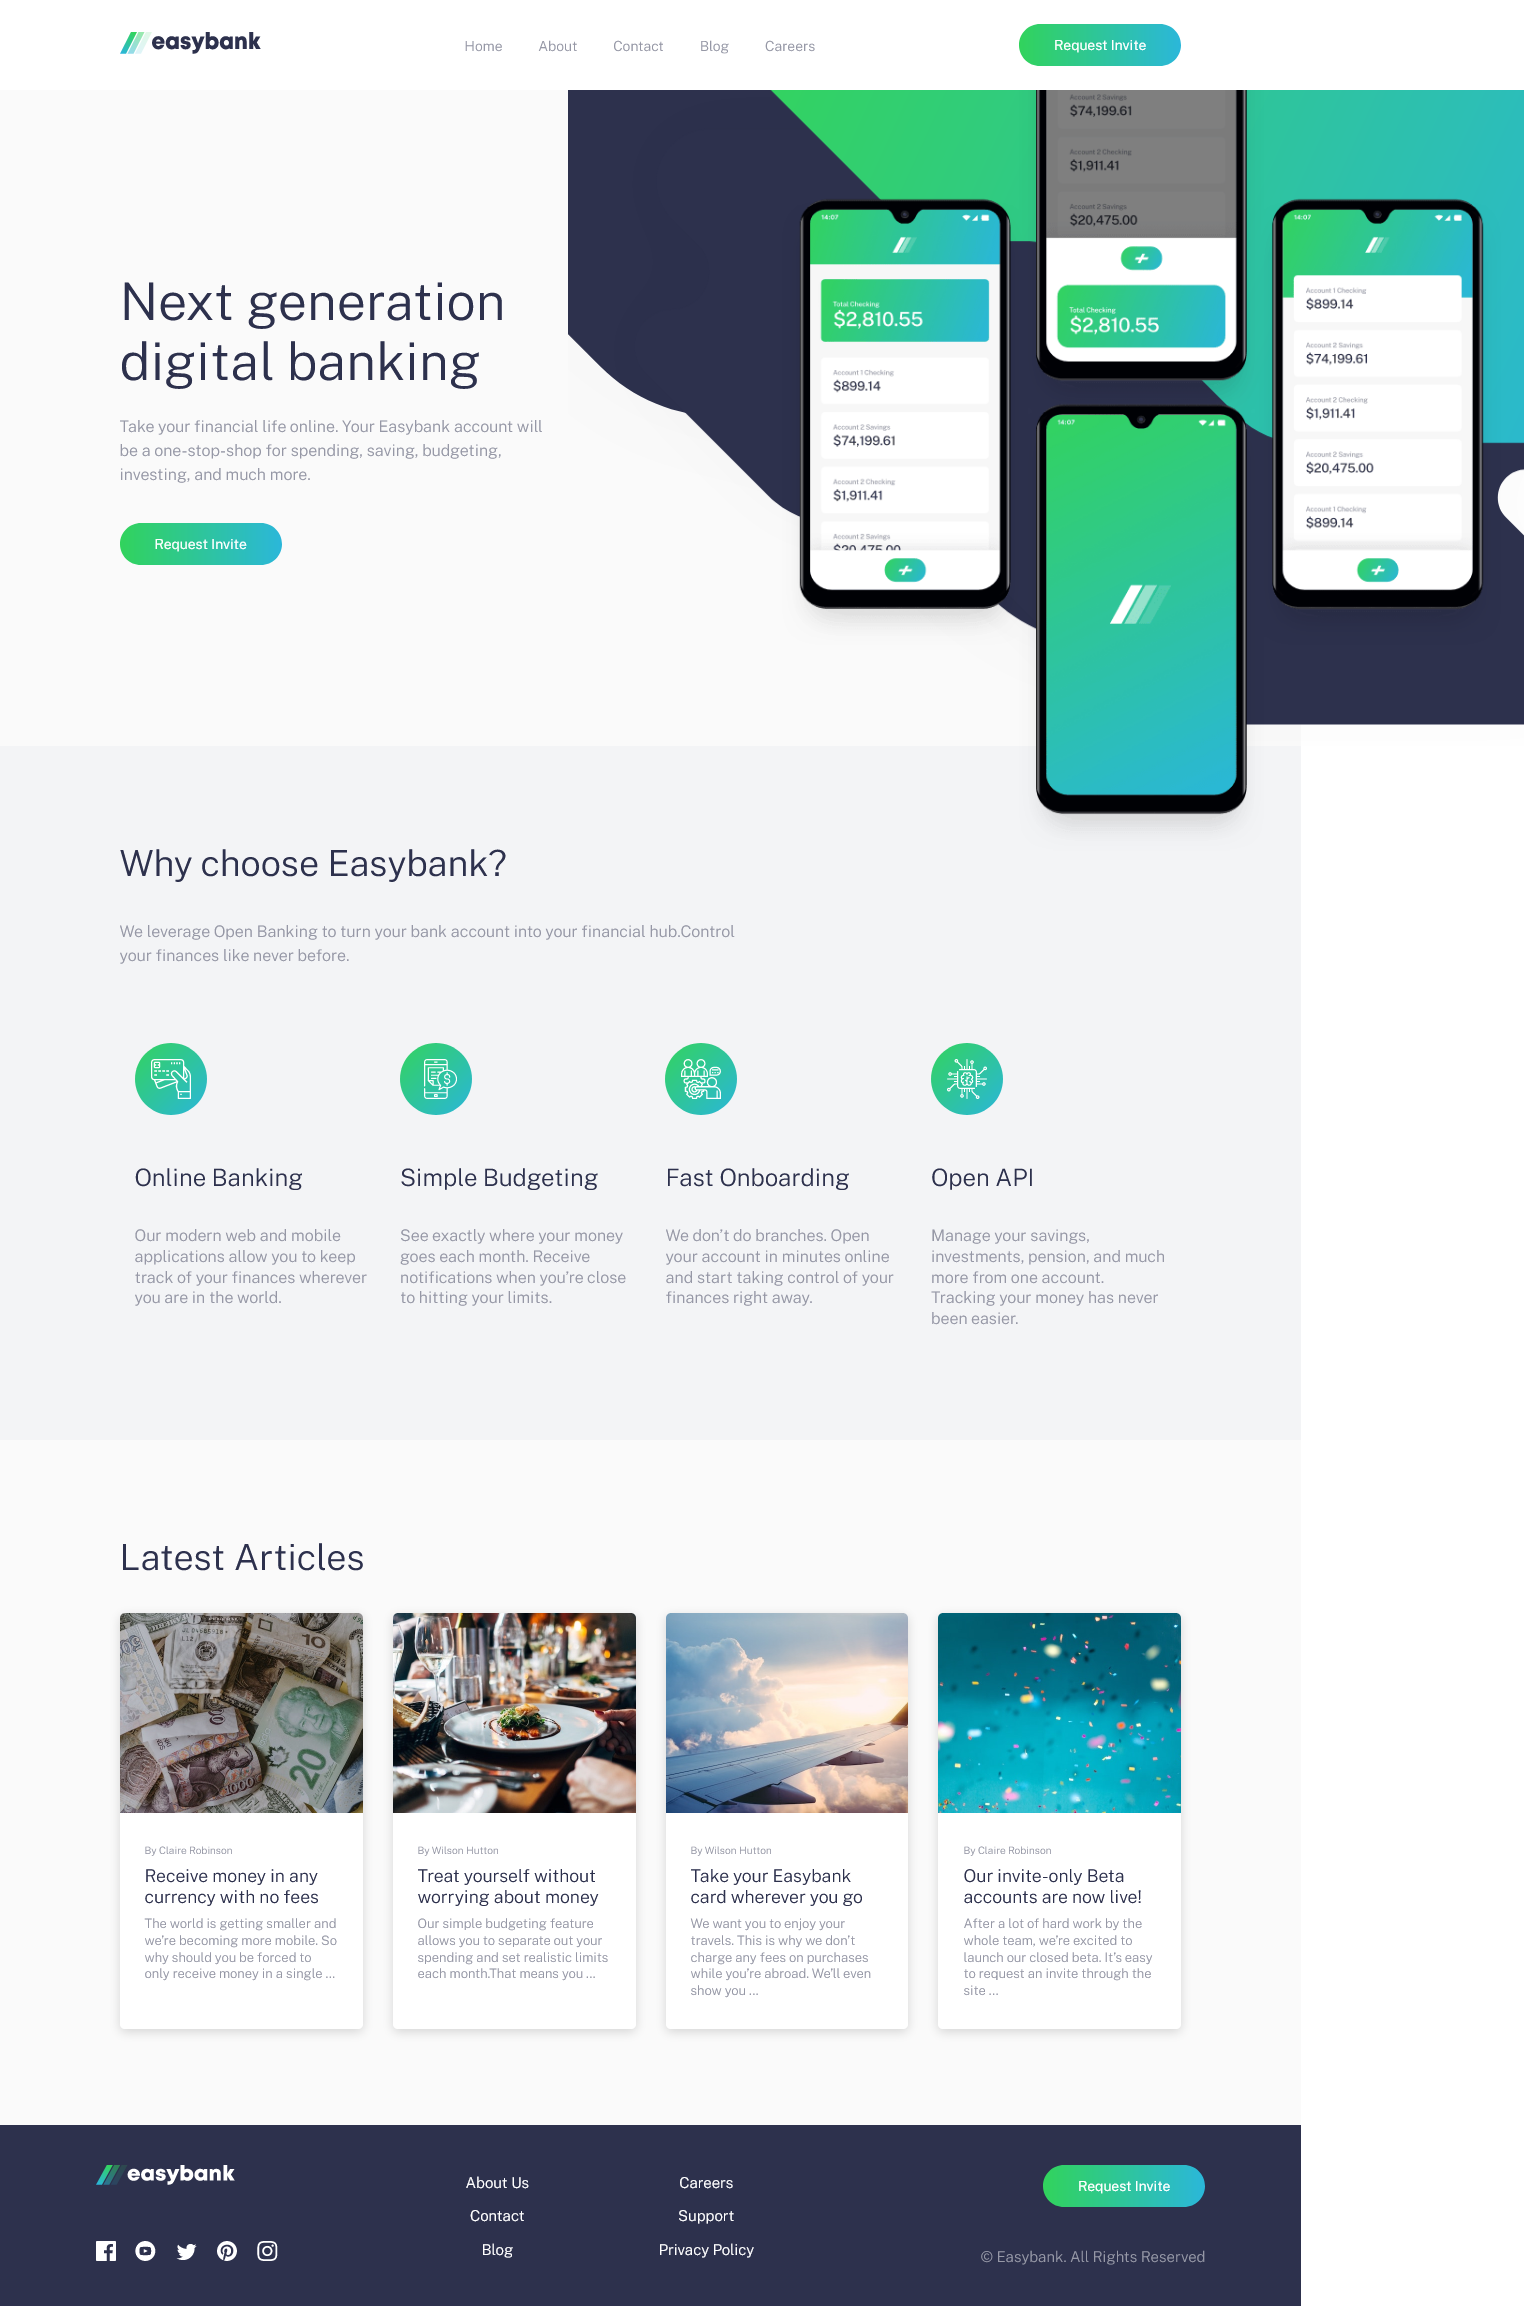 easybank
Home
About
Contact
Blog
Careers
Request Invite
Account 2 Savings
$74,199.61
Account 2 Checking
$1,911.41
Account 2 Savings
$20,475.00
Total Checking
$2,810.55
14:07
Total Checking
$2,810.55
Account 1 Checking
$899.14
Account 2 Savings
$74,199.61
Account 2 Checking
$1,911.41
Account 2 Savings
$20,475.00
14:07
Account 1 Checking
$899.14
Account 2 Savings
$74,199.61
Account 2 Checking
$1,911.41
Account 2 Savings
$20,475.00
Account 1 Checking
$899.14
14:07
Next generation
digital banking
Take your financial life online. Your Easybank account will
be a one-stop-shop for spending, saving, budgeting,
investing, and much more.
Request Invite
Why choose Easybank?
We leverage Open Banking to turn your bank account into your financial hub.Control
your finances like never before.
Online Banking
Our modern web and mobile
applications allow you to keep
track of your finances wherever
you are in the world.
Simple Budgeting
See exactly where your money
goes each month. Receive
notifications when you're close
to hitting your limits.
Fast Onboarding
We don't do branches. Open
your account in minutes online
and start taking control of your
finances right away.
Open API
Manage your savings,
investments, pension, and much
more from one account.
Tracking your money has never
been easier.
Latest Articles
10
20
1000
By Claire Robinson
Receive money in any
currency with no fees
The world is getting smaller and
we're becoming more mobile. So
why should you be forced to
only receive money in a single ...
By Wilson Hutton
Treat yourself without
worrying about money
Our simple budgeting feature
allows you to separate out your
spending and set realistic limits
each month.That means you ...
By Wilson Hutton
Take your Easybank
card wherever you go
We want you to enjoy your
travels. This is why we don't
charge any fees on purchases
while you're abroad. We'll even
show you ...
By Claire Robinson
Our invite-only Beta
accounts are now live!
After a lot of hard work by the
whole team, we're excited to
launch our closed beta. It's easy
to request an invite through the
site ...
easybank
About Us
Contact
Blog
Careers
Support
Privacy Policy
Request Invite
© Easybank. All Rights Reserved